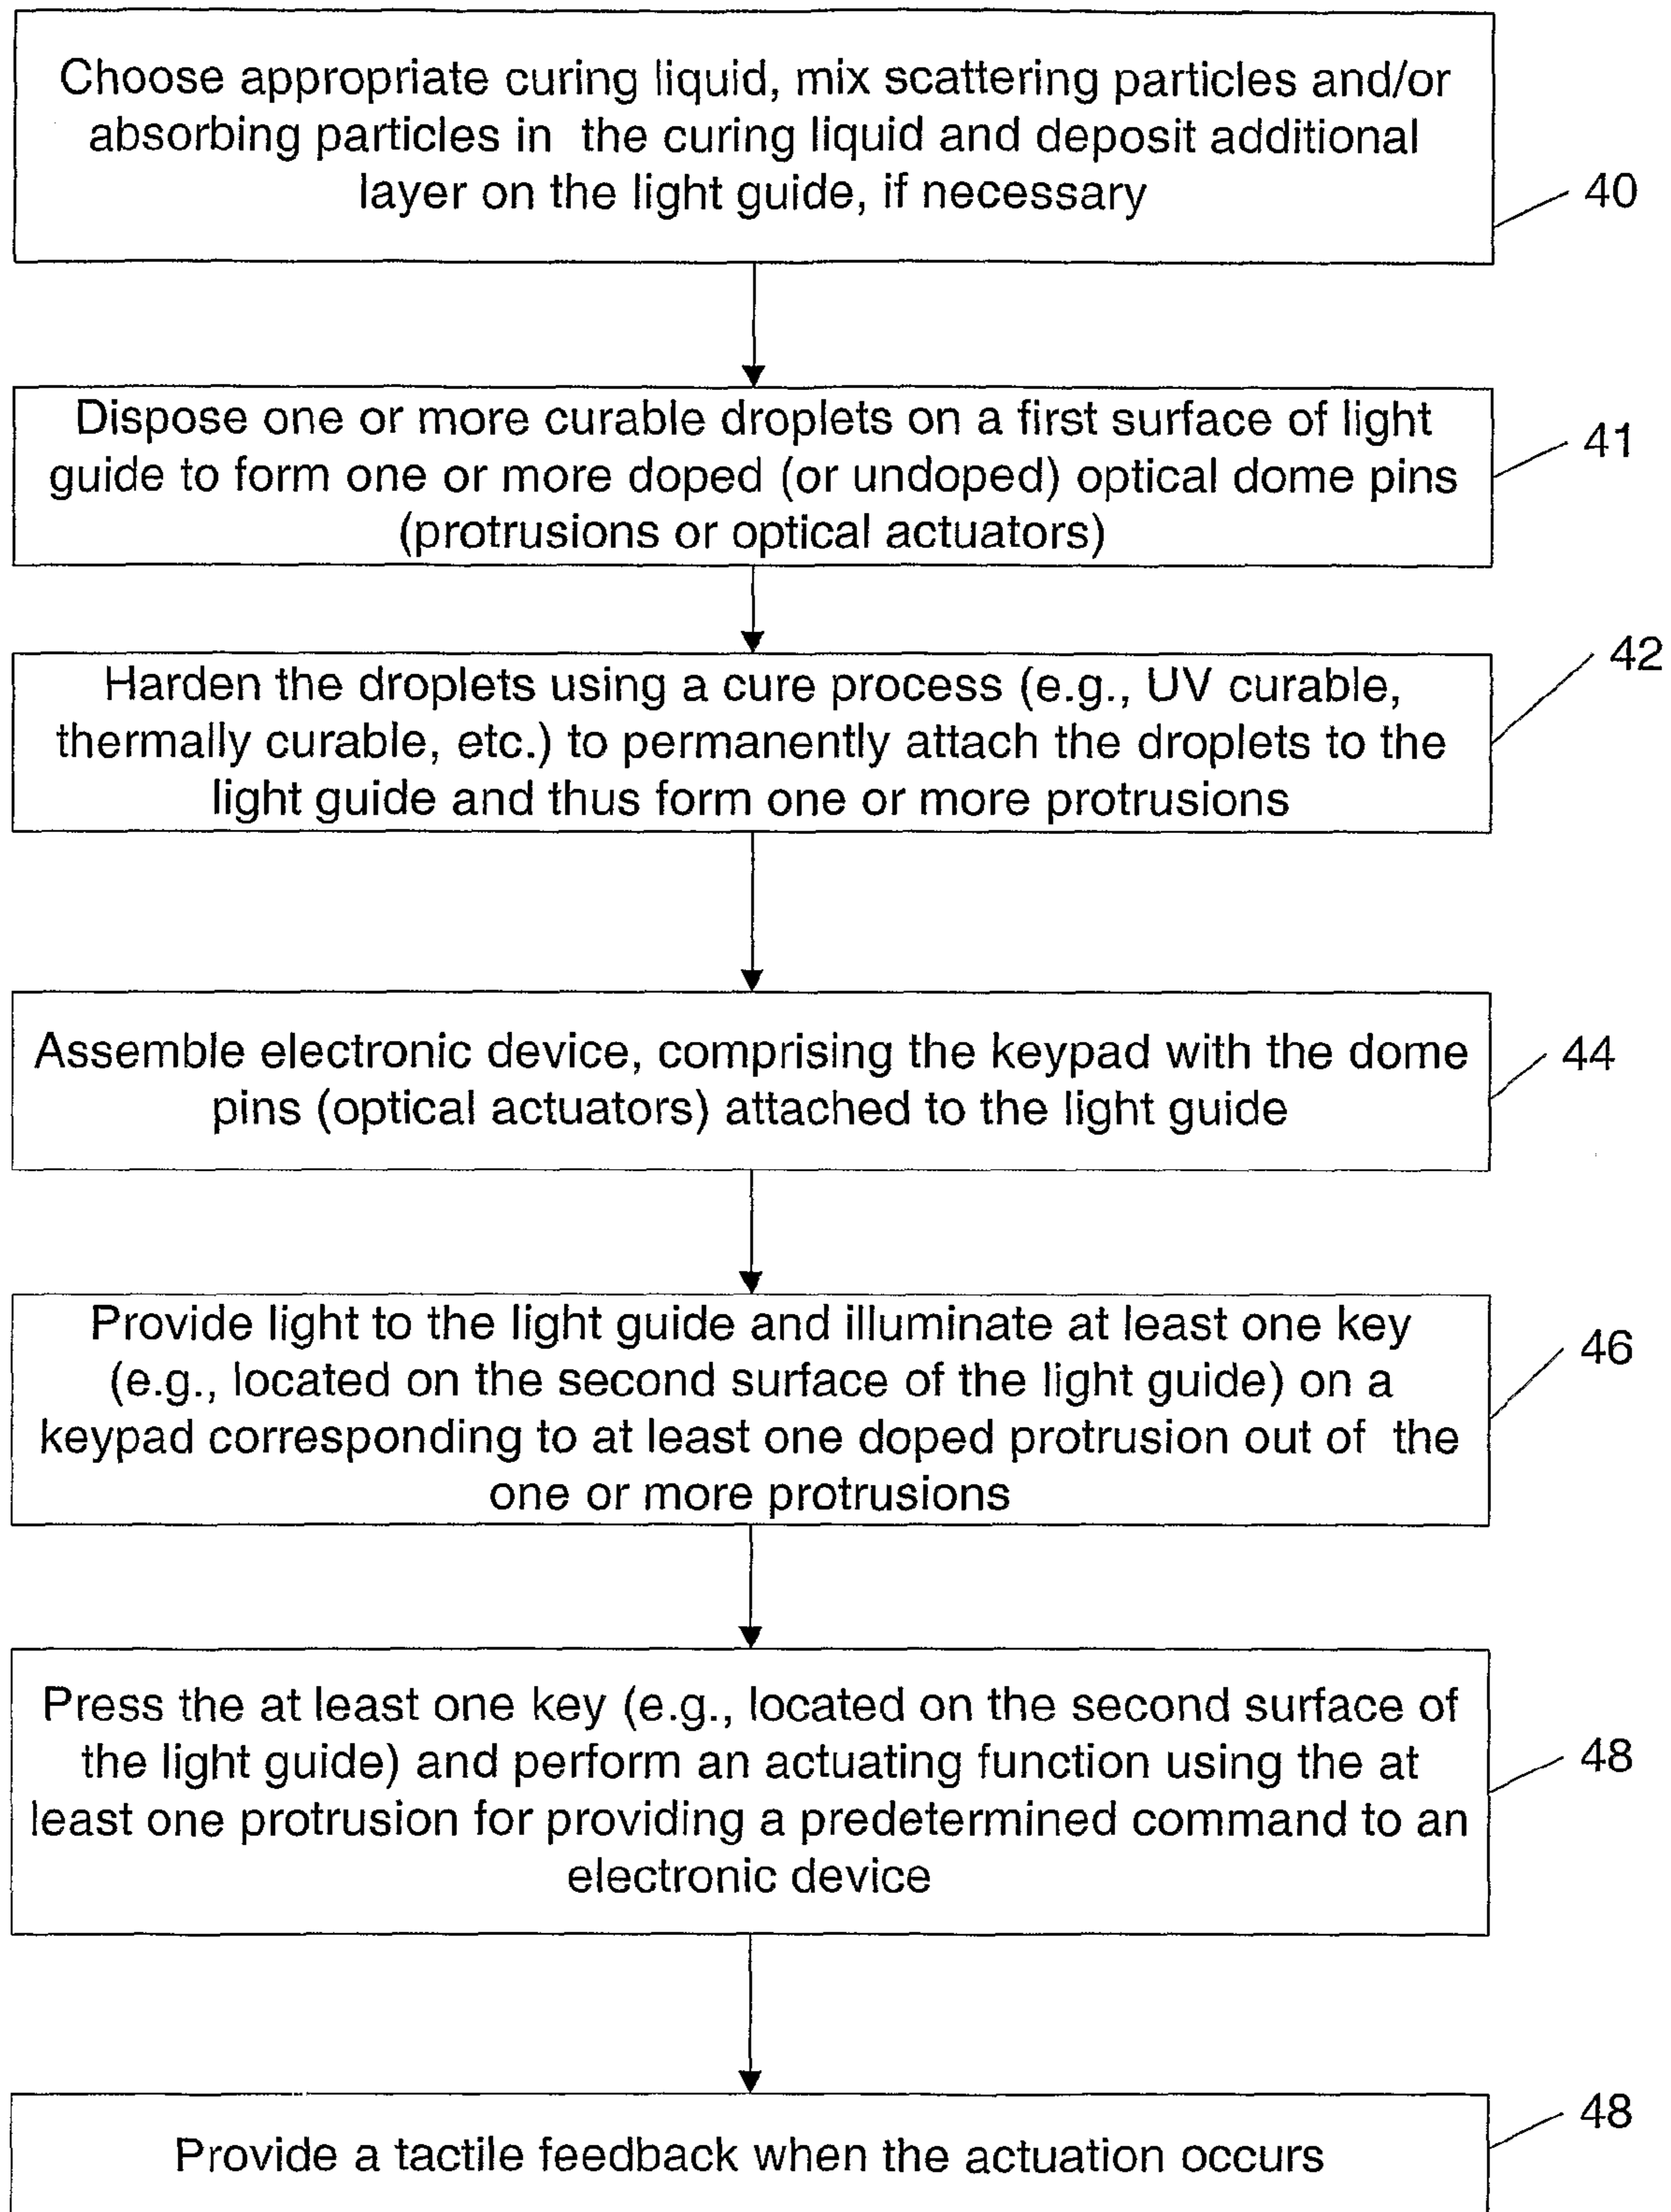 Choose appropriate curing liquid, mix scattering particles and/or
absorbing particles in the curing liquid and deposit additional
layer on the light guide, if necessary
40
Dispose one or more curable droplets on a first surface of light
guide to form one or more doped (or undoped) optical dome pins
(protrusions or optical actuators)
41
Harden the droplets using a cure process (e.g., UV curable,
thermally curable, etc.) to permanently attach the droplets to the
light guide and thus form one or more protrusions
42
Assemble electronic device, comprising the keypad with the dome
pins (optical actuators) attached to the light guide
44
Provide light to the light guide and illuminate at least one key
(e.g., located on the second surface of the light guide) on a
keypad corresponding to at least one doped protrusion out of the
one or more protrusions
46
Press the at least one key (e.g., located on the second surface of
the light guide) and perform an actuating function using the at
least one protrusion for providing a predetermined command to an
electronic device
48
Provide a tactile feedback when the actuation occurs
48